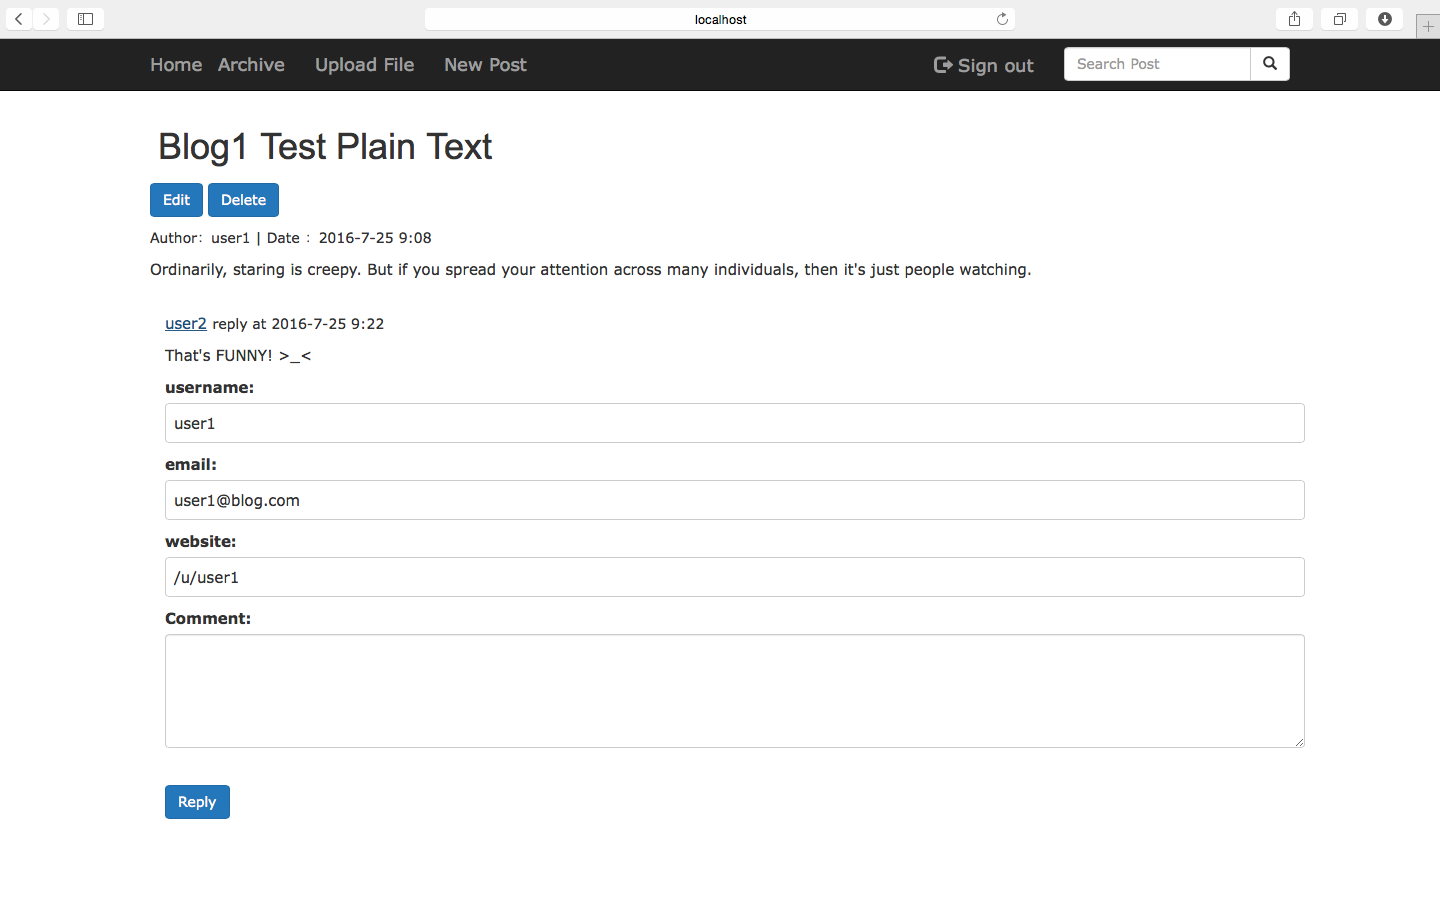 localhost
Home Archive Upload File New Post Sign out Search Post
Blog1 Test Plain Text
Edit Delete
Author: user1 | Date : 2016-7-25 9:08
Ordinarily, staring is creepy. But if you spread your attention across many individuals, then it's just people watching.
user2 reply at 2016-7-25 9:22
That's FUNNY! >_<
username:
user1
email:
user1@blog.com
website:
/u/user1
Comment:
Reply